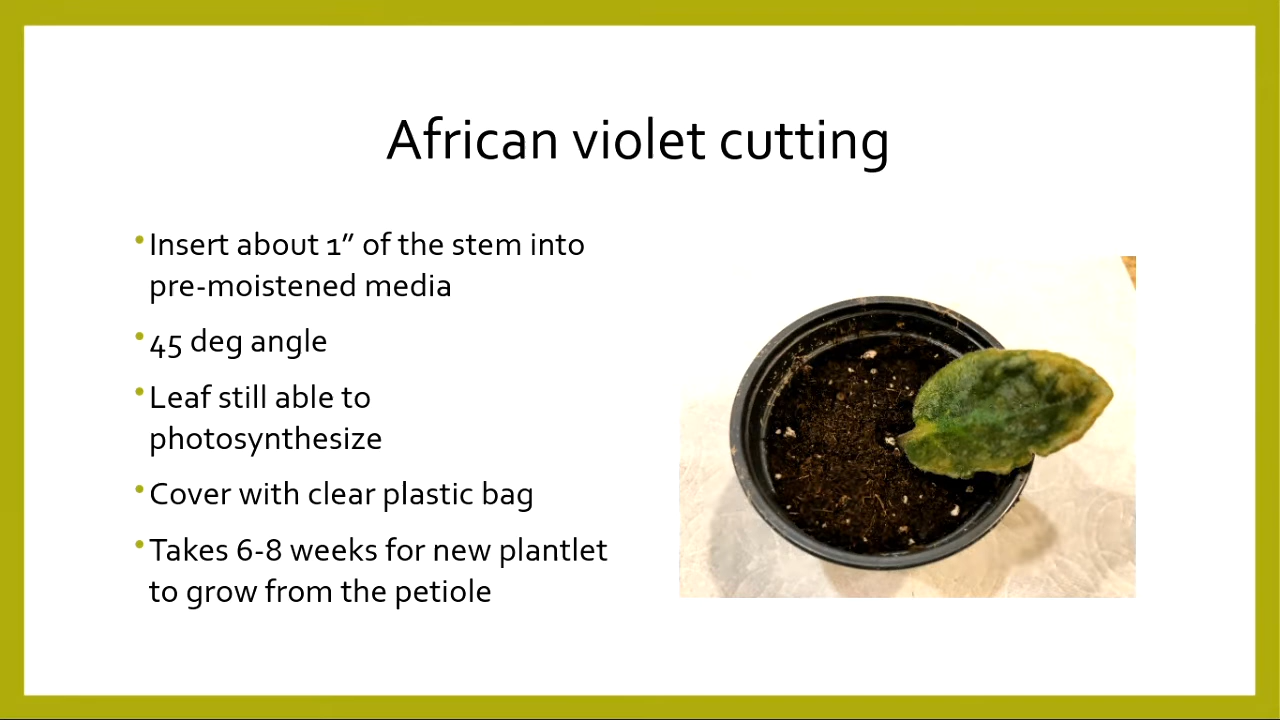 African violet cutting
•Insert about 1” of the stem into
pre-moistened media
•45 deg angle
•Leaf still able to
photosynthesize
•Cover with clear plastic bag
•Takes 6-8 weeks for new plantlet
to grow from the petiole